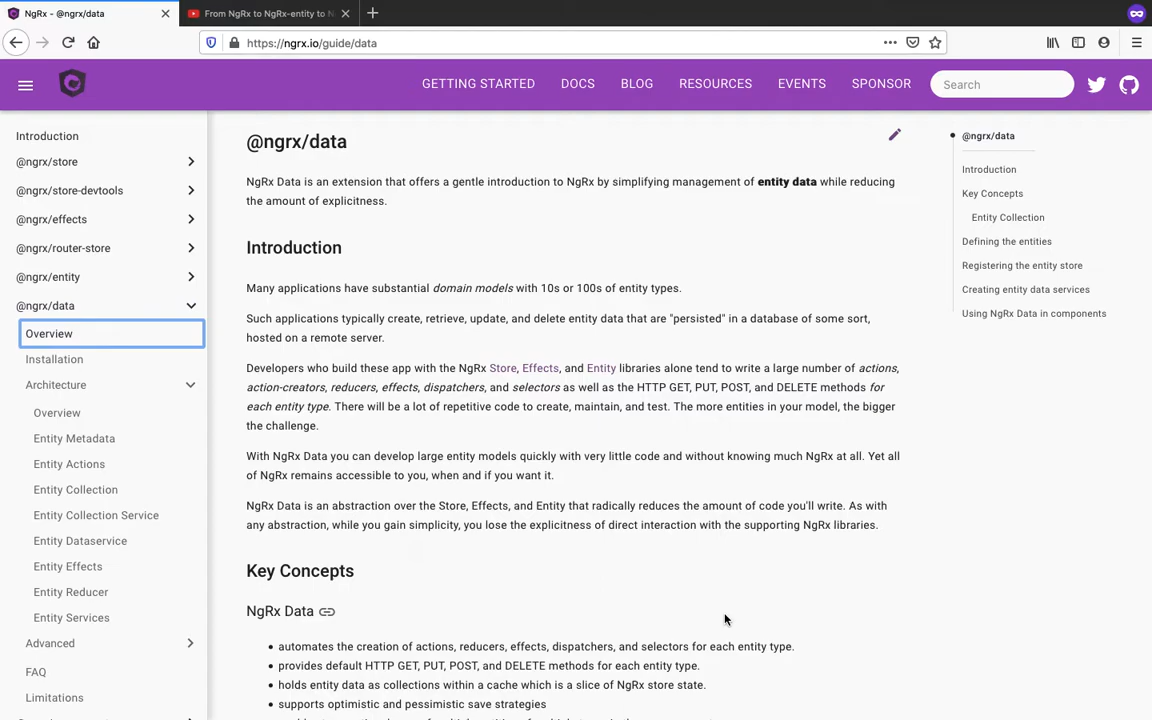 NgRx - @ngrx/data
From NgRx to NgRx-entity to N
https://ngrx.io/guide/data
GETTING STARTED
DOCS
BLOG
RESOURCES
EVENTS
SPONSOR
Search
Introduction
@ngrx/store
@ngrx/store-devtools
@ngrx/effects
@ngrx/router-store
@ngrx/entity
@ngrx/data
Overview
Installation
Architecture
Overview
Entity Metadata
Entity Actions
Entity Collection
Entity Collection Service
Entity Dataservice
Entity Effects
Entity Reducer
Entity Services
Advanced
FAQ
Limitations
@ngrx/data
NgRx Data is an extension that offers a gentle introduction to NgRx by simplifying management of entity data while reducing
the amount of explicitness.
Introduction
Many applications have substantial domain models with 10s or 100s of entity types.
Such applications typically create, retrieve, update, and delete entity data that are "persisted" in a database of some sort,
hosted on a remote server.
Developers who build these app with the NgRx Store, Effects, and Entity libraries alone tend to write a large number of actions,
action-creators, reducers, effects, dispatchers, and selectors as well as the HTTP GET, PUT, POST, and DELETE methods for
each entity type. There will be a lot of repetitive code to create, maintain, and test. The more entities in your model, the bigger
the challenge.
With NgRx Data you can develop large entity models quickly with very little code and without knowing much NgRx at all. Yet all
of NgRx remains accessible to you, when and if you want it.
NgRx Data is an abstraction over the Store, Effects, and Entity that radically reduces the amount of code you'll write. As with
any abstraction, while you gain simplicity, you lose the explicitness of direct interaction with the supporting NgRx libraries.
Key Concepts
NgRx Data
• automates the creation of actions, reducers, effects, dispatchers, and selectors for each entity type.
• provides default HTTP GET, PUT, POST, and DELETE methods for each entity type.
• holds entity data as collections within a cache which is a slice of NgRx store state.
• supports optimistic and pessimistic save strategies
@ngrx/data
Introduction
Key Concepts
Entity Collection
Defining the entities
Registering the entity store
Creating entity data services
Using NgRx Data in components